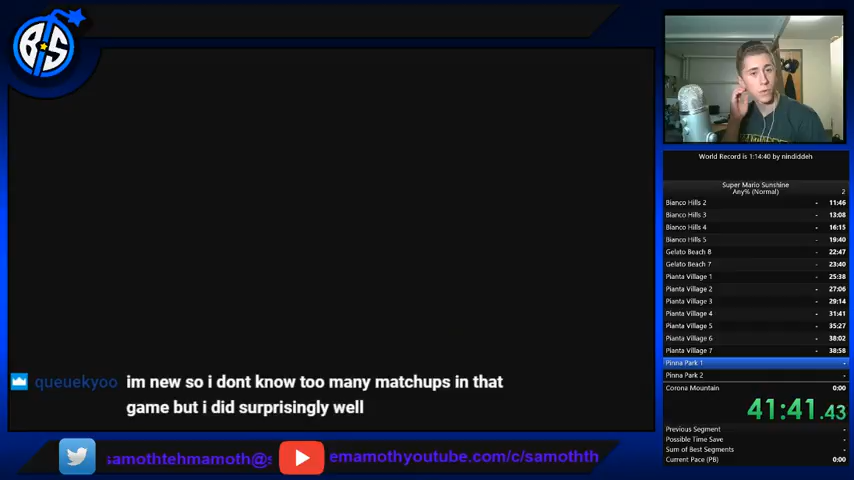 BS
World Record is 1:14:40 by nindiddeh
Super Mario Sunshine
Any% (Normal) 2
Bianco Hills 2 - 11:46
Bianco Hills 3 - 13:08
Bianco Hills 4 - 16:15
Bianco Hills 5 - 19:40
Gelato Beach 8 - 22:47
Gelato Beach 7 - 23:40
Pianta Village 1 - 25:38
Pianta Village 2 - 27:06
Pianta Village 3 - 29:14
Pianta Village 4 - 31:41
Pianta Village 5 - 35:27
Pianta Village 6 - 38:02
Pianta Village 7 - 38:58
Pinna Park 1 -
Pinna Park 2 -
Corona Mountain 0:00
41:41.43
Previous Segment -
Possible Time Save -
Sum of Best Segments -
Current Pace (PB) 0:00
queuekyoo im new so i dont know too many matchups in that
game but i did surprisingly well
samothtehmamoth@s
emamothyoutube.com/c/samothth